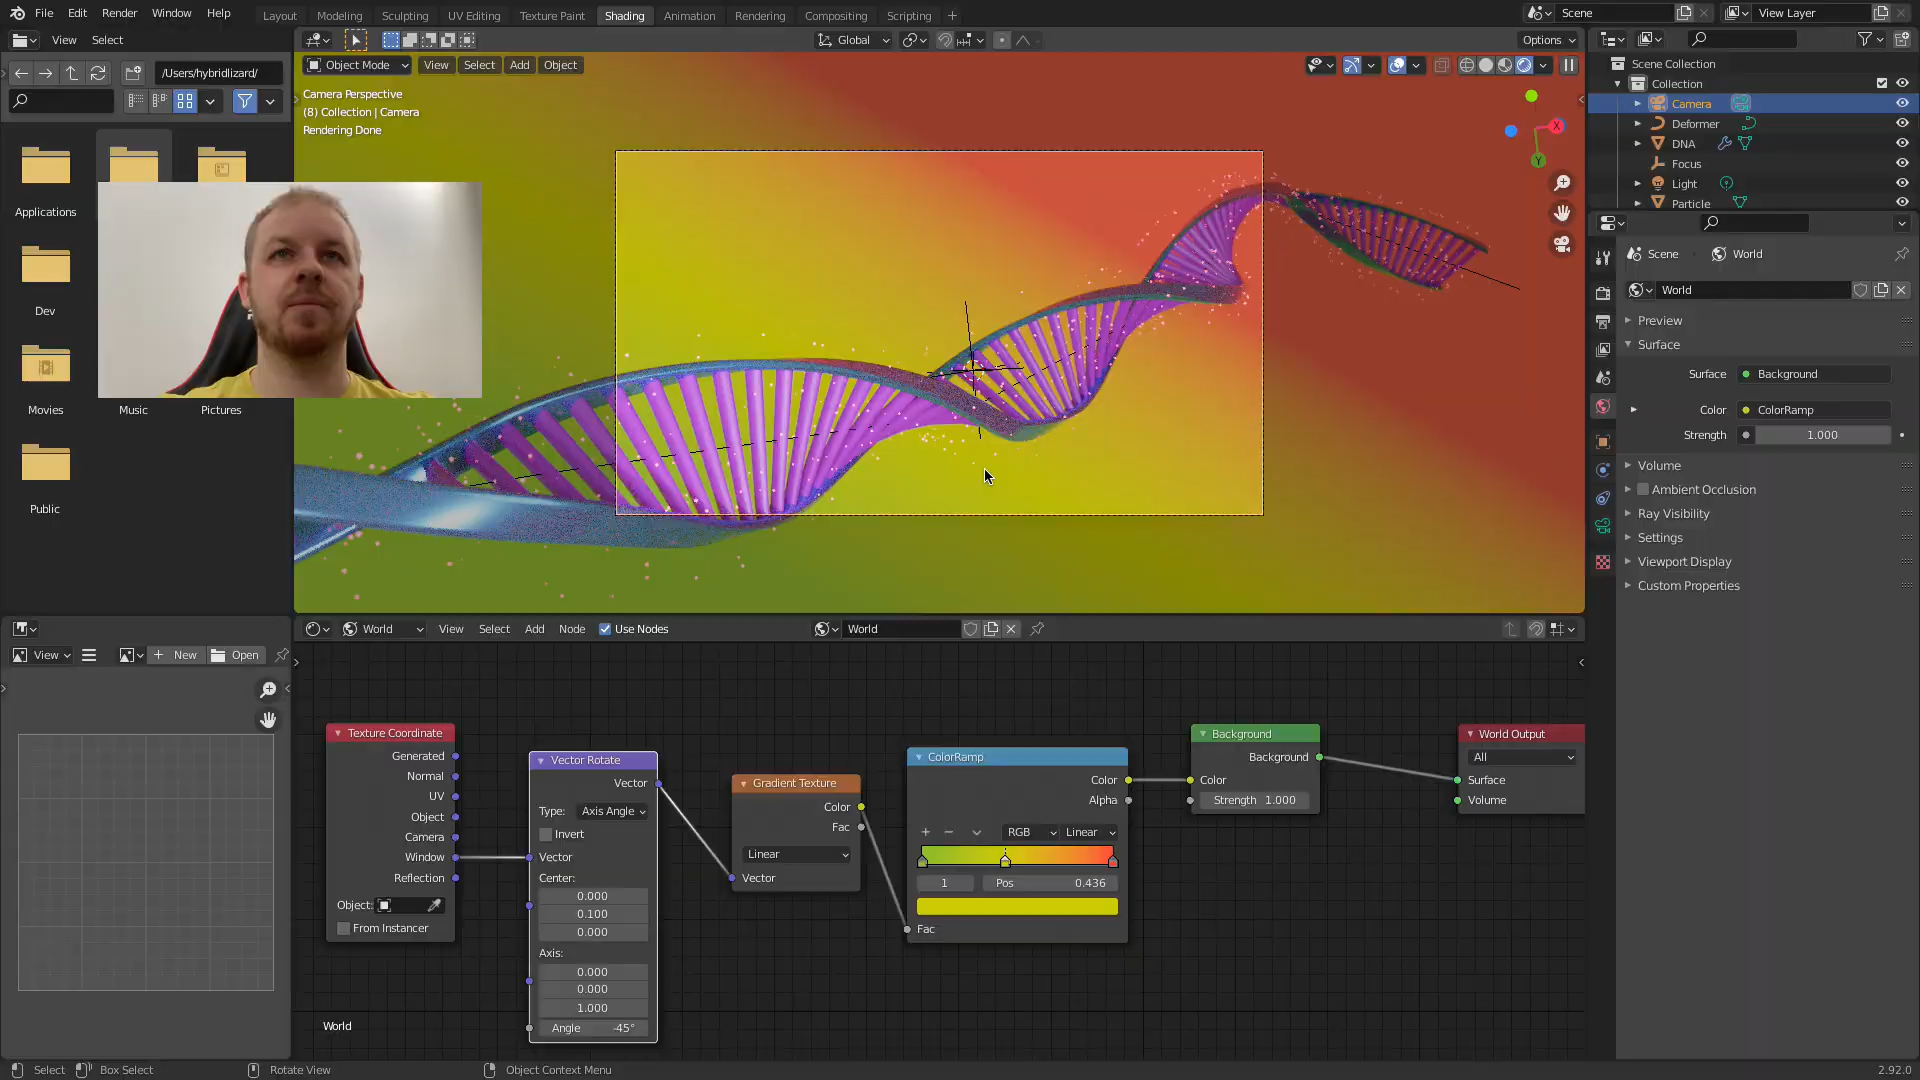 File Edit Render Window Help
Layout Modeling Sculpting UV Editing Texture Paint Shading Animation Rendering Compositing Scripting +
Scene
View Layer
View Select
Global
Options
/Users/hybridlizard/
Object Mode View Select Add Object
Camera Perspective
(8) Collection | Camera
Rendering Done
Applications
Dev
Movies
Music
Pictures
Public
X
Y
Scene Collection
Collection
Camera
Deformer
DNA
Focus
Light
Particle
Scene World
World
Preview
Surface
Surface Background
Color ColorRamp
Strength 1.000
Volume
Ambient Occlusion
Ray Visibility
Settings
Viewport Display
Custom Properties
World View Select Add Node Use Nodes
World
View
New
Open
Texture Coordinate
Generated
Normal
UV
Object
Camera
Window
Reflection
Object:
From Instancer
Vector Rotate
Vector
Type: Axis Angle
Invert
Vector
Center:
0.000
0.100
0.000
Axis:
0.000
0.000
1.000
Angle -45°
Gradient Texture
Color
Fac
Linear
Vector
ColorRamp
Color
Alpha
+ − RGB Linear
1 Pos 0.436
Fac
Background
Background
Color
Strength 1.000
World Output
All
Surface
Volume
World
Select Box Select Rotate View Object Context Menu
2.92.0